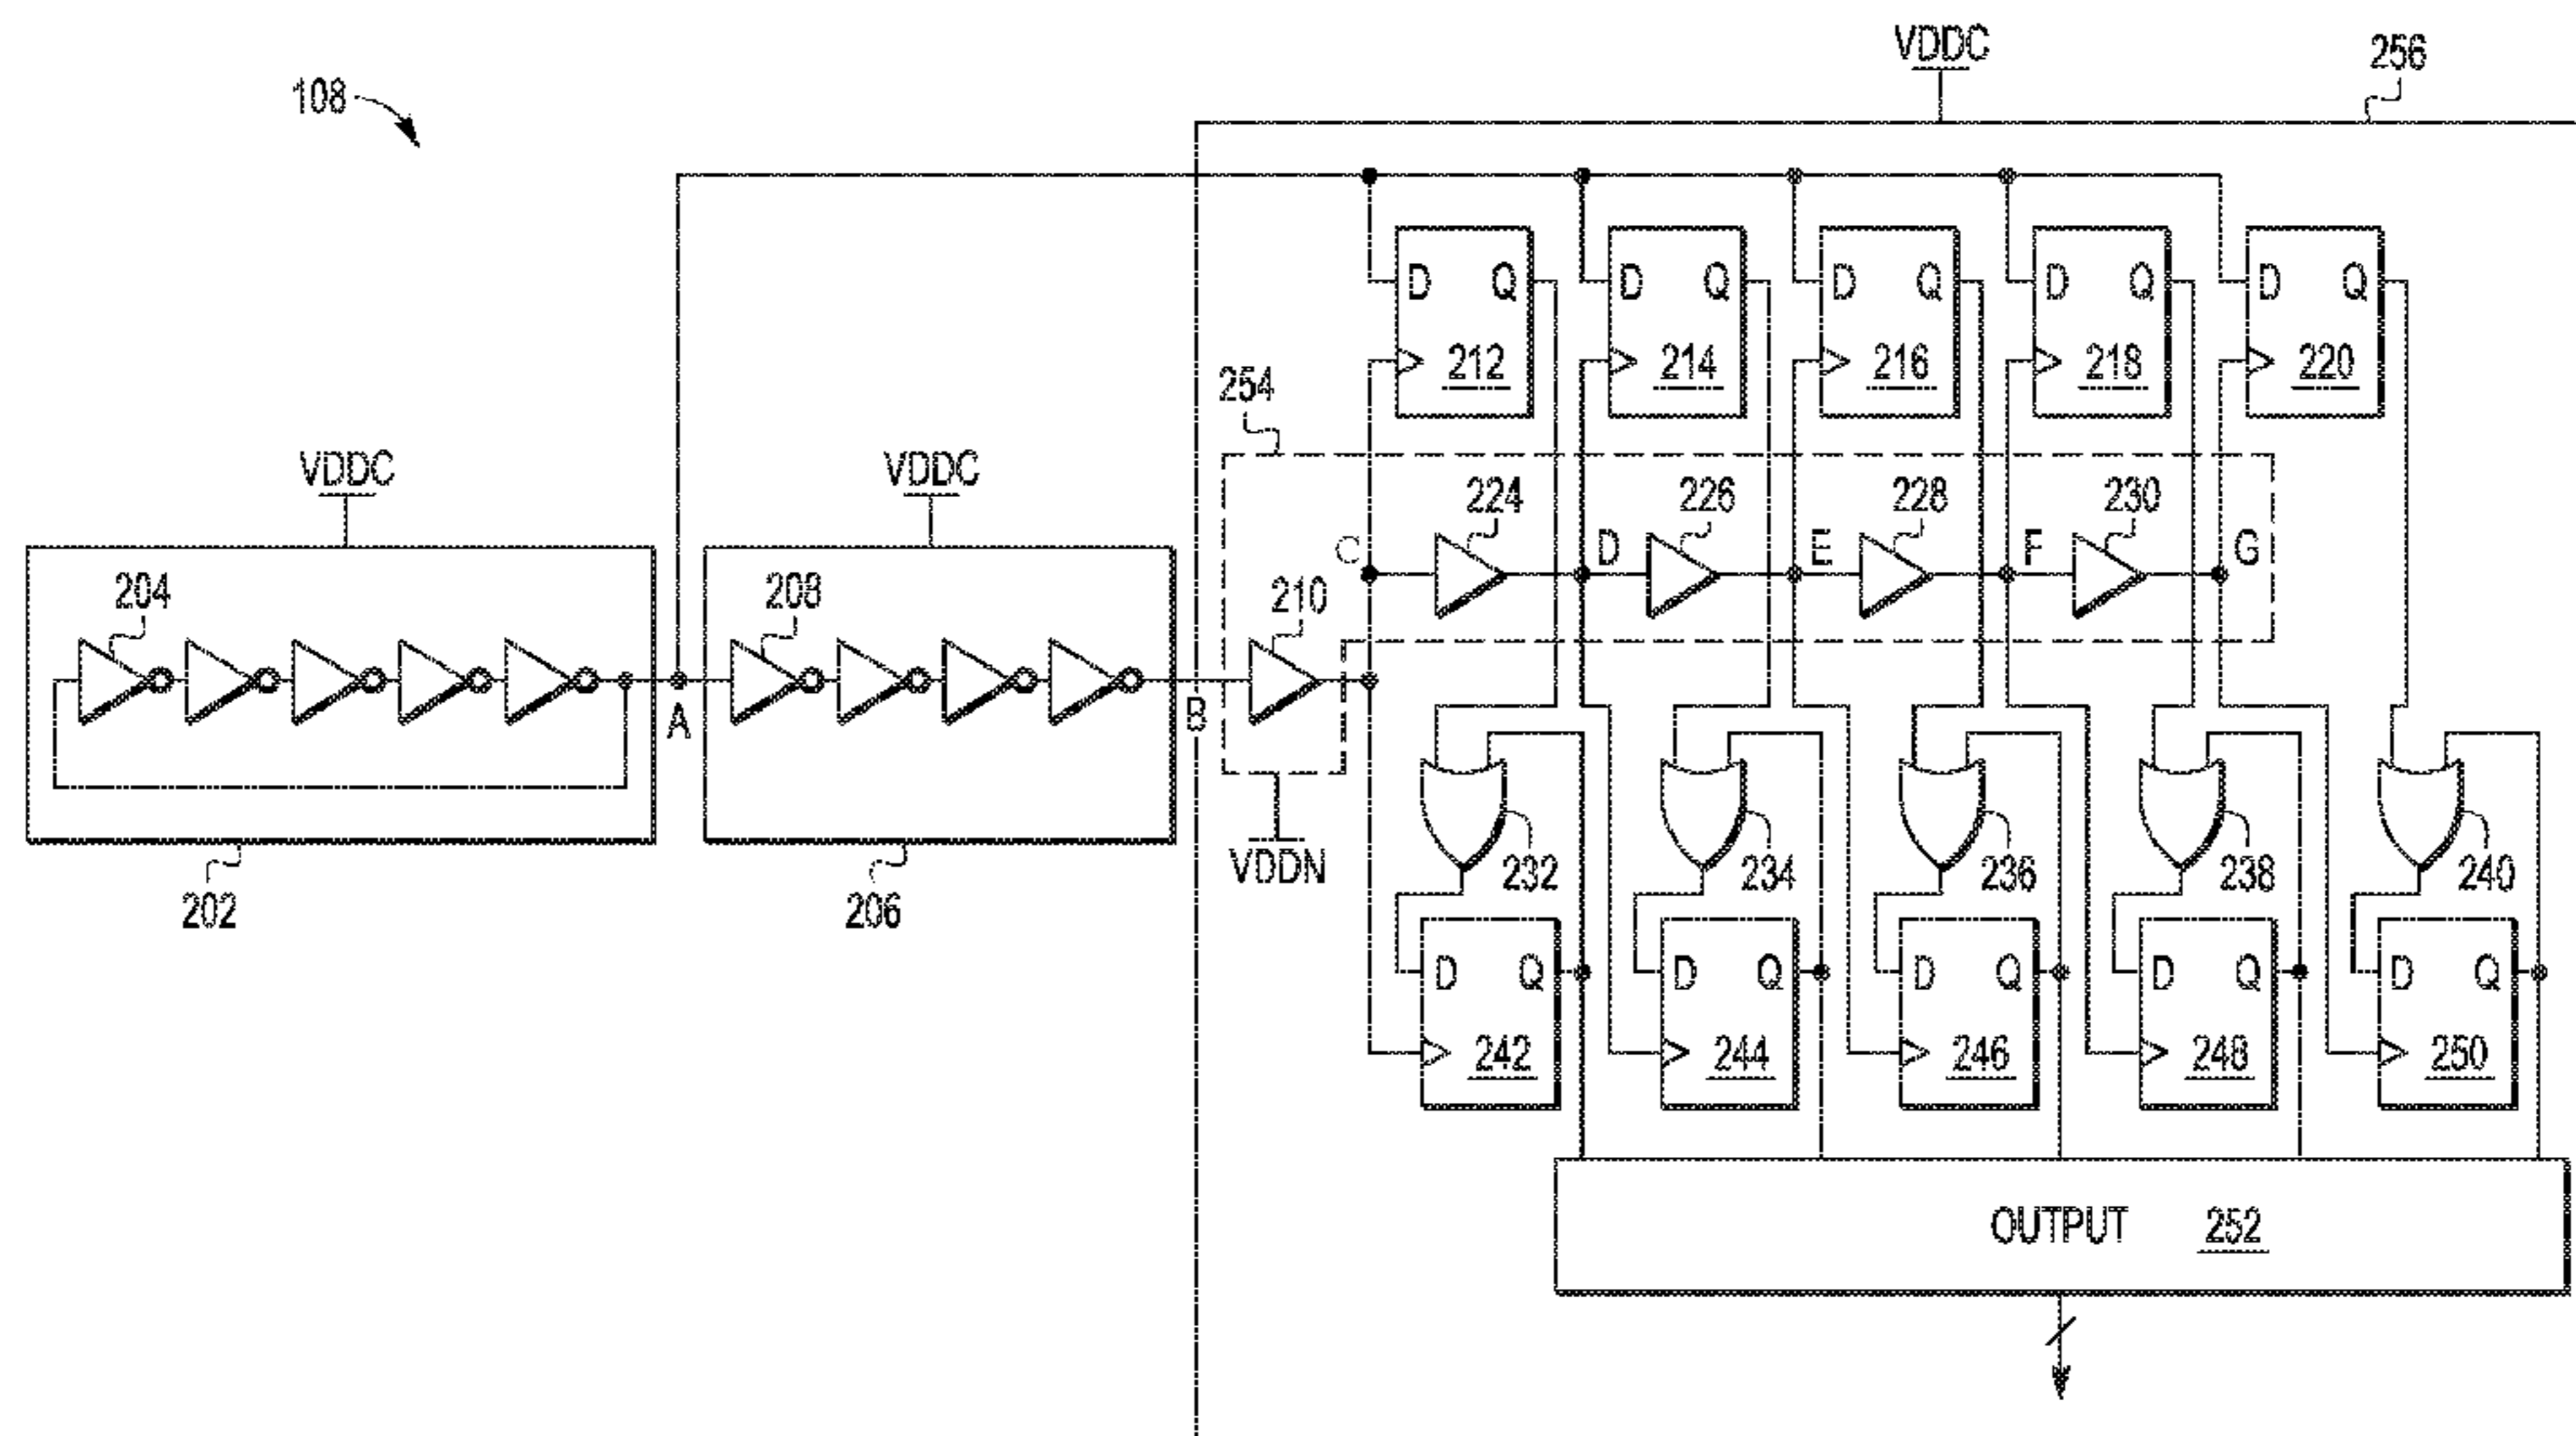 VDDC
256
108
D Q
212
D Q
214
D Q
216
D Q
218
D Q
220
254
VDDC
VDDC
224
226
228
230
C
D
E
F
G
204
208
210
A
B
VDDN
232
234
236
238
240
202
206
D Q
242
D Q
244
D Q
246
D Q
248
D Q
250
OUTPUT 252